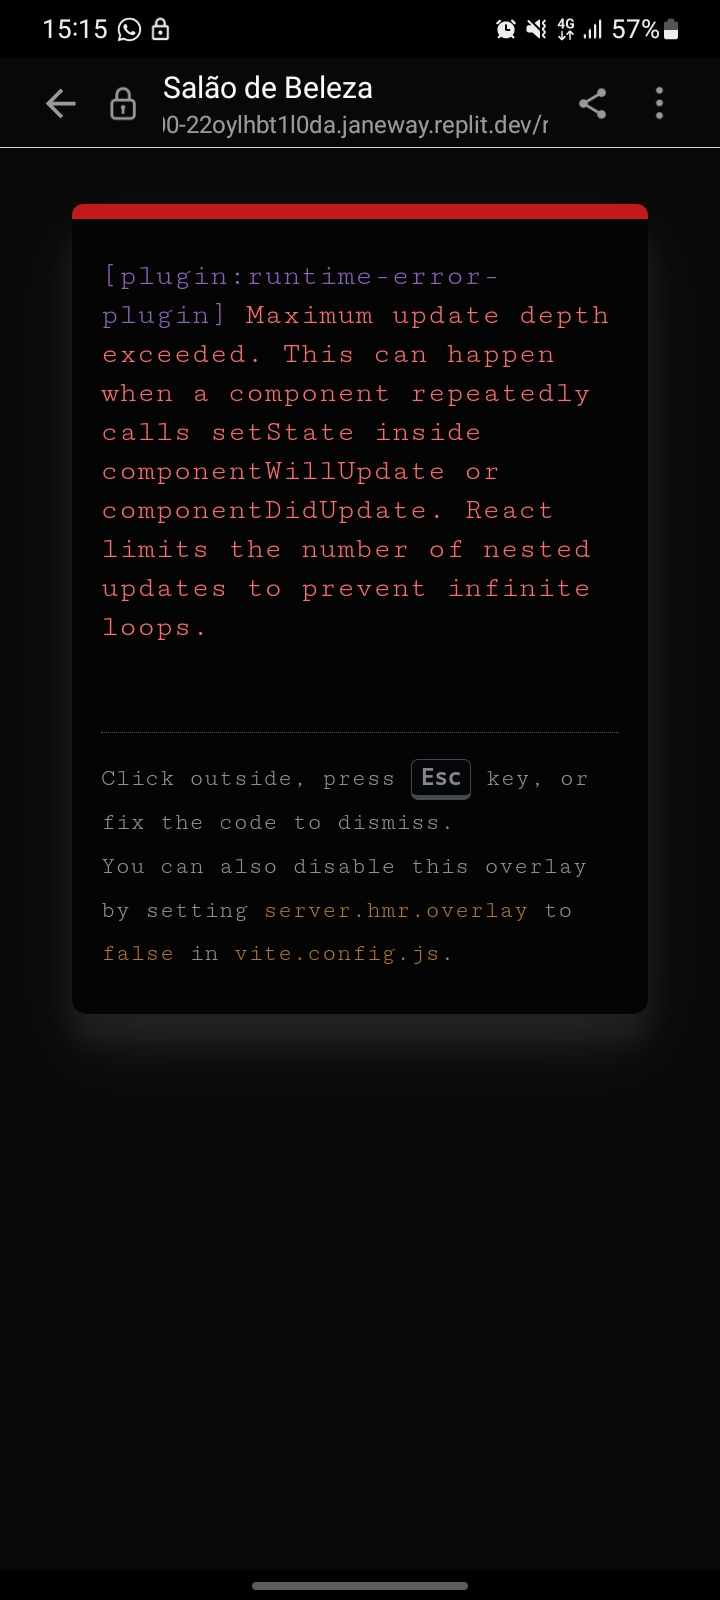 15:15 4G 57%
Salão de Beleza
00-22oylhbt1l0da.janeway.replit.dev/r
[plugin:runtime-error-
plugin] Maximum update depth
exceeded. This can happen
when a component repeatedly
calls setState inside
componentWillUpdate or
componentDidUpdate. React
limits the number of nested
updates to prevent infinite
loops.
Click outside, press Esc key, or
fix the code to dismiss.
You can also disable this overlay
by setting server.hmr.overlay to
false in vite.config.js.